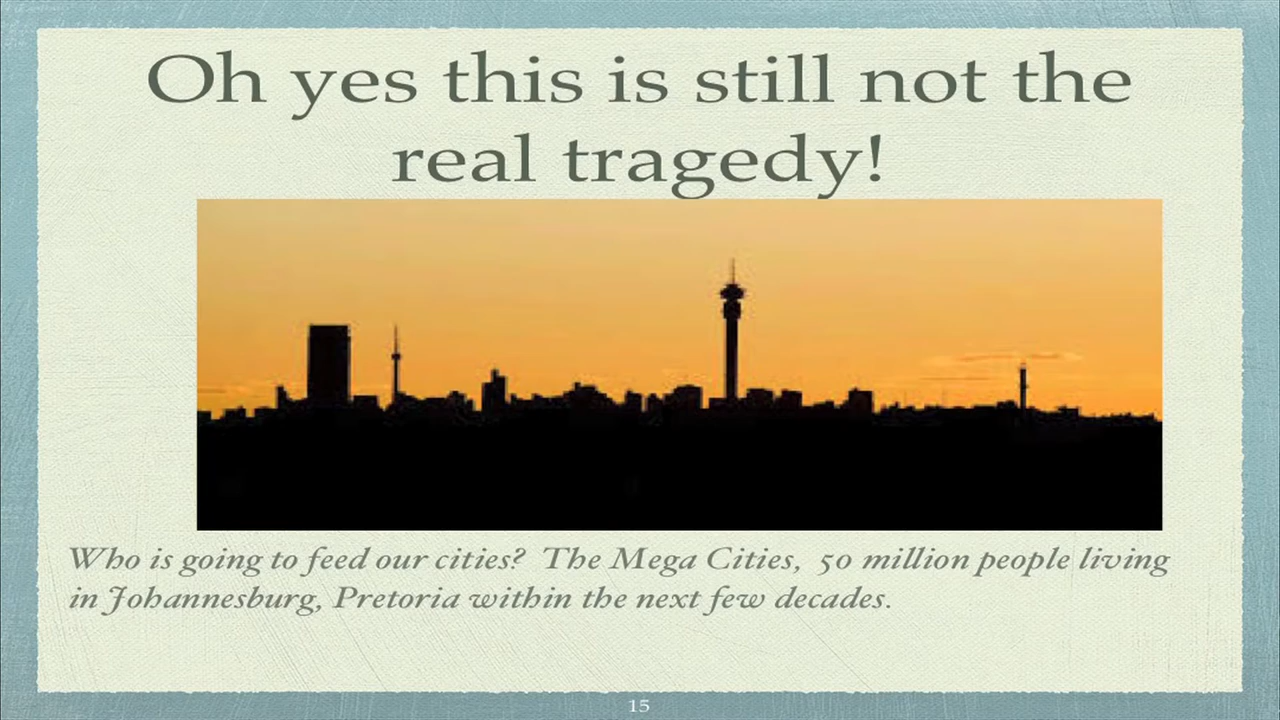 Oh yes this is still not the
real tragedy!
Who is going to feed our cities? The Mega Cities, 50 million people living
in Johannesburg, Pretoria within the next few decades.
15